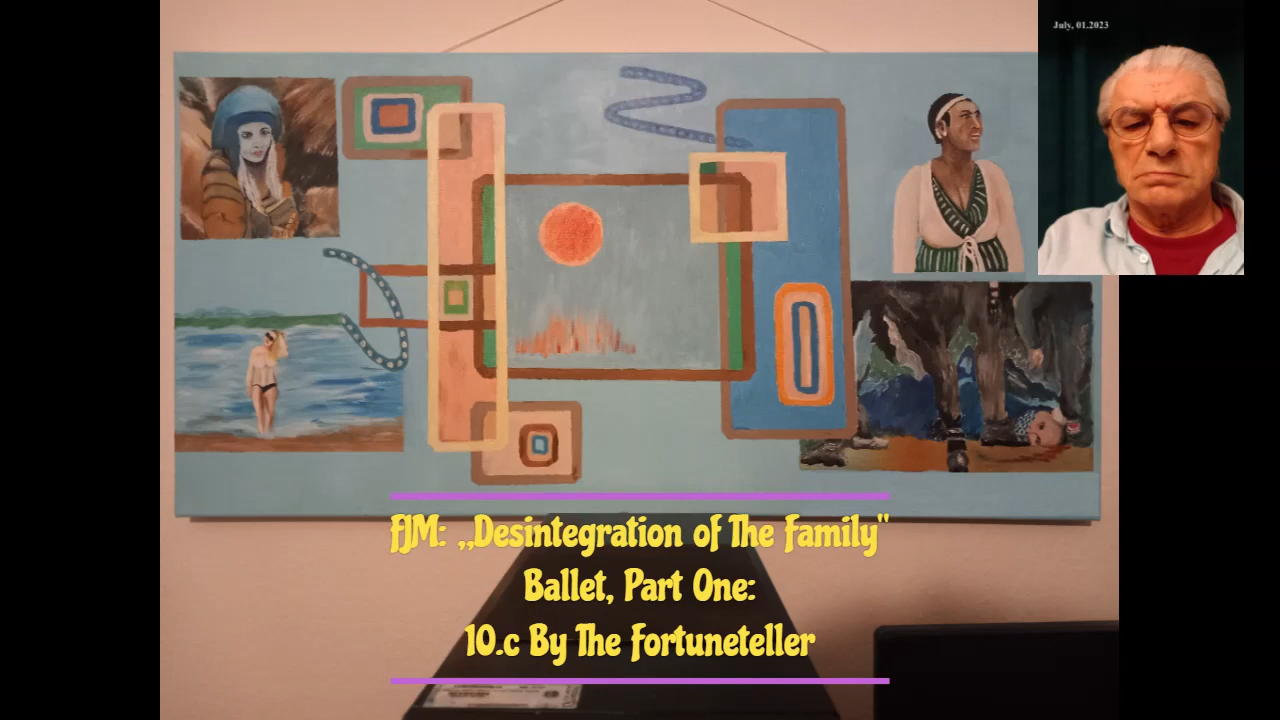 July, 01.2023
FJM: ,,Desintegration of The Family"
Ballet, Part One:
10.c By The Fortuneteller